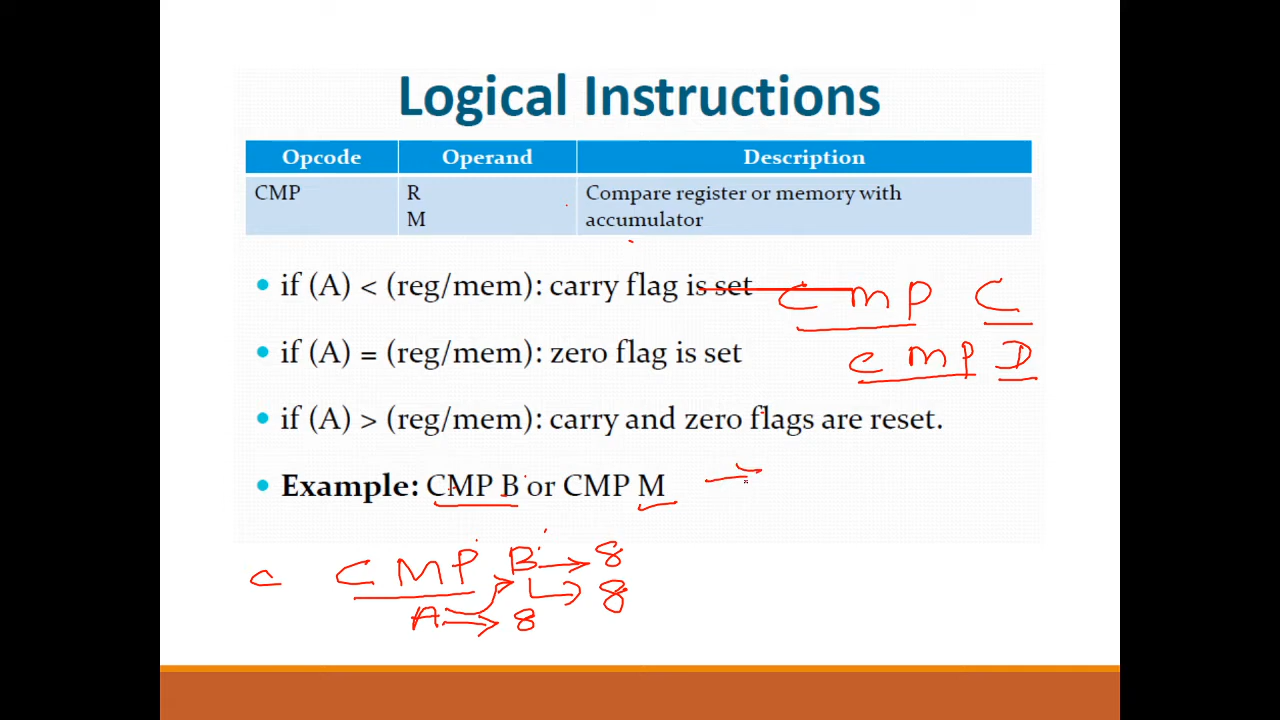 Logical Instructions
Opcode Operand Description
CMP R Compare register or memory with
M accumulator
• if (A) < (reg/mem): carry flag is set
CMP C
• if (A) = (reg/mem): zero flag is set
CMP D
• if (A) > (reg/mem): carry and zero flags are reset.
• Example: CMP B or CMP M →
c CMP B → 8
→ 8
A → 8